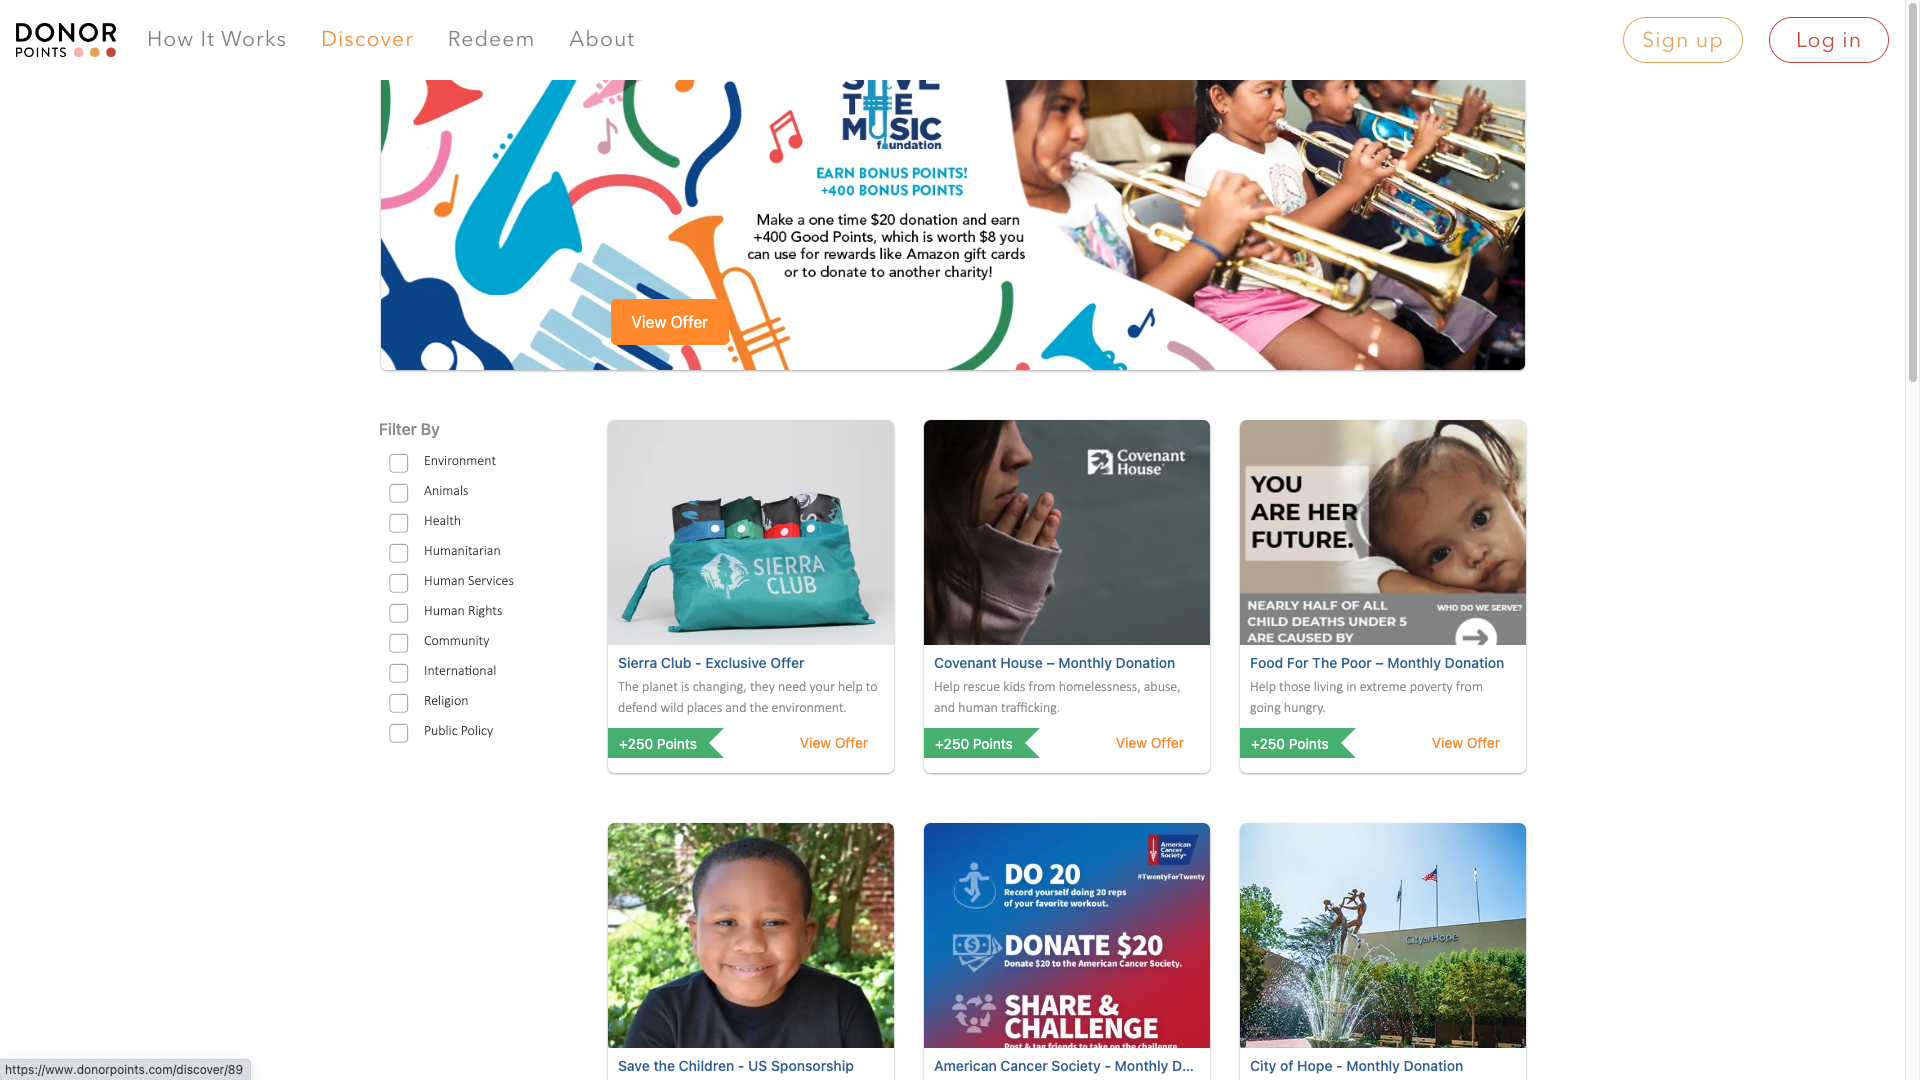 DONOR
POINTS
How It Works
Discover
Redeem
About
Sign up
Log in
THE
MUSIC
foundation
EARN BONUS POINTS!
+400 BONUS POINTS
Make a one time $20 donation and earn
+400 Good Points, which is worth $8 you
can use for rewards like Amazon gift cards
or to donate to another charity!
View Offer
Filter By
Environment
Animals
Health
Humanitarian
Human Services
Human Rights
Community
International
Religion
Public Policy
SIERRA
CLUB
Sierra Club - Exclusive Offer
The planet is changing, they need your help to
defend wild places and the environment.
+250 Points
View Offer
Covenant
House
Covenant House – Monthly Donation
Help rescue kids from homelessness, abuse,
and human trafficking.
+250 Points
View Offer
YOU
ARE HER
FUTURE.
NEARLY HALF OF ALL
CHILD DEATHS UNDER 5
ARE CAUSED BY
WHO DO WE SERVE?
Food For The Poor – Monthly Donation
Help those living in extreme poverty from
going hungry.
+250 Points
View Offer
Save the Children - US Sponsorship
American
Cancer
Society
#TwentyForTwenty
DO 20
Record yourself doing 20 reps
of your favorite workout.
DONATE $20
Donate $20 to the American Cancer Society.
SHARE &
CHALLENGE
Post & tag friends to take on the challenge
American Cancer Society - Monthly D...
City of Hope
City of Hope - Monthly Donation
https://www.donorpoints.com/discover/89